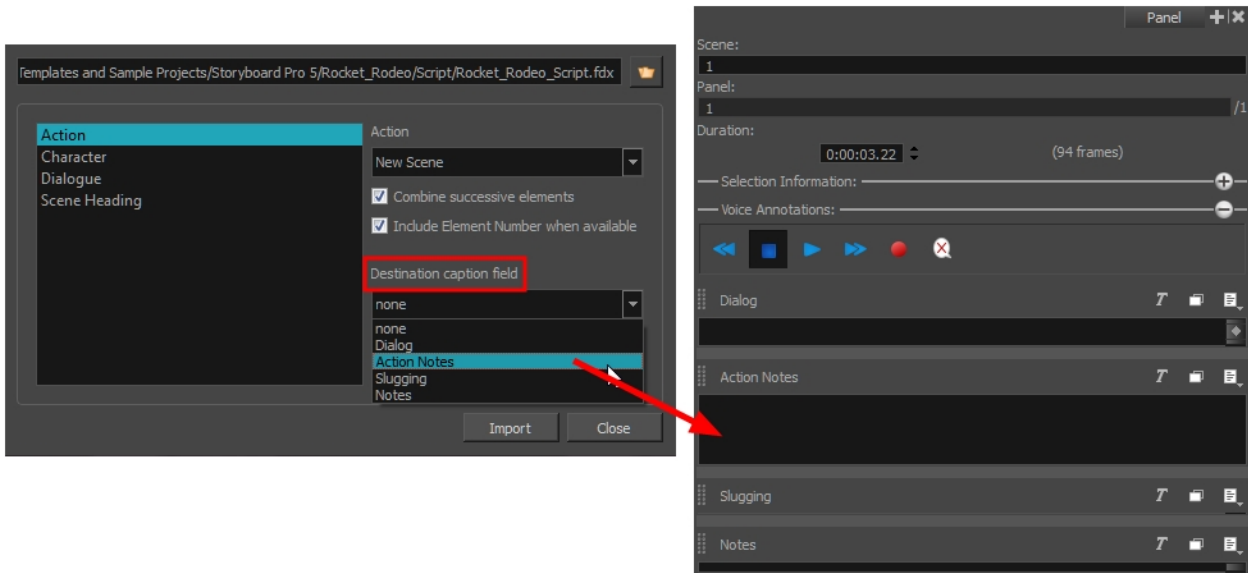 Templates and Sample Projects/Storyboard Pro 5/Rocket_Rodeo/Script/Rocket_Rodeo_Script.fdx
Action
Character
Dialogue
Scene Heading
Action
New Scene
Combine successive elements
Include Element Number when available
Destination caption field
none
none
Dialog
Action Notes
Slugging
Notes
Import
Close
Panel
Scene:
1
Panel:
1
/1
Duration:
0:00:03.22
(94 frames)
Selection Information:
Voice Annotations:
Dialog
T
Action Notes
T
Slugging
T
Notes
T